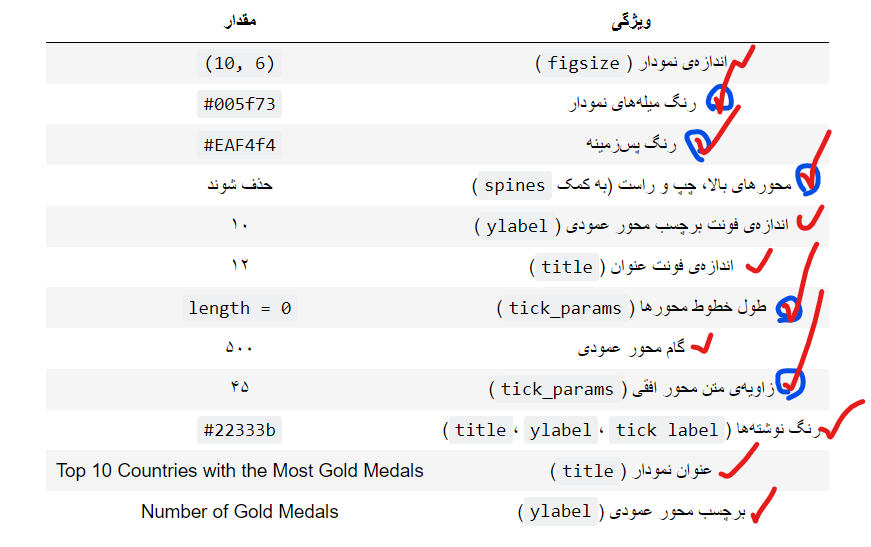 ویژگی مقدار
اندازه‌ی نمودار ( figsize ) (10, 6)
رنگ میله‌های نمودار #005f73
رنگ پس‌زمینه #EAF4f4
محورهای بالا، چپ و راست (به کمک spines ) حذف شوند
اندازه‌ی فونت برچسب محور عمودی ( ylabel ) ۱۰
اندازه‌ی فونت عنوان ( title ) ۱۲
طول خطوط محورها ( tick_params ) length = 0
گام محور عمودی ۵۰۰
زاویه‌ی متن محور افقی ( tick_params ) ۴۵
رنگ نوشته‌ها ( title ، ylabel ، tick label ) #22333b
عنوان نمودار ( title ) Top 10 Countries with the Most Gold Medals
برچسب محور عمودی ( ylabel ) Number of Gold Medals